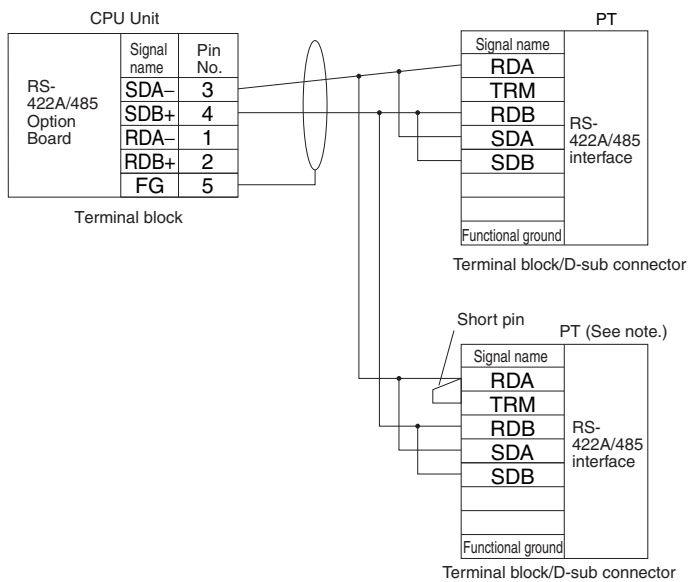 CPU Unit
RS-
422A/485
Option
Board
Signal
name
Pin
No.
SDA– 3
SDB+ 4
RDA– 1
RDB+ 2
FG 5
Terminal block
PT
Signal name
RDA
TRM
RDB
SDA
SDB
Functional ground
RS-
422A/485
interface
Terminal block/D-sub connector
Short pin
PT (See note.)
Signal name
RDA
TRM
RDB
SDA
SDB
Functional ground
RS-
422A/485
interface
Terminal block/D-sub connector